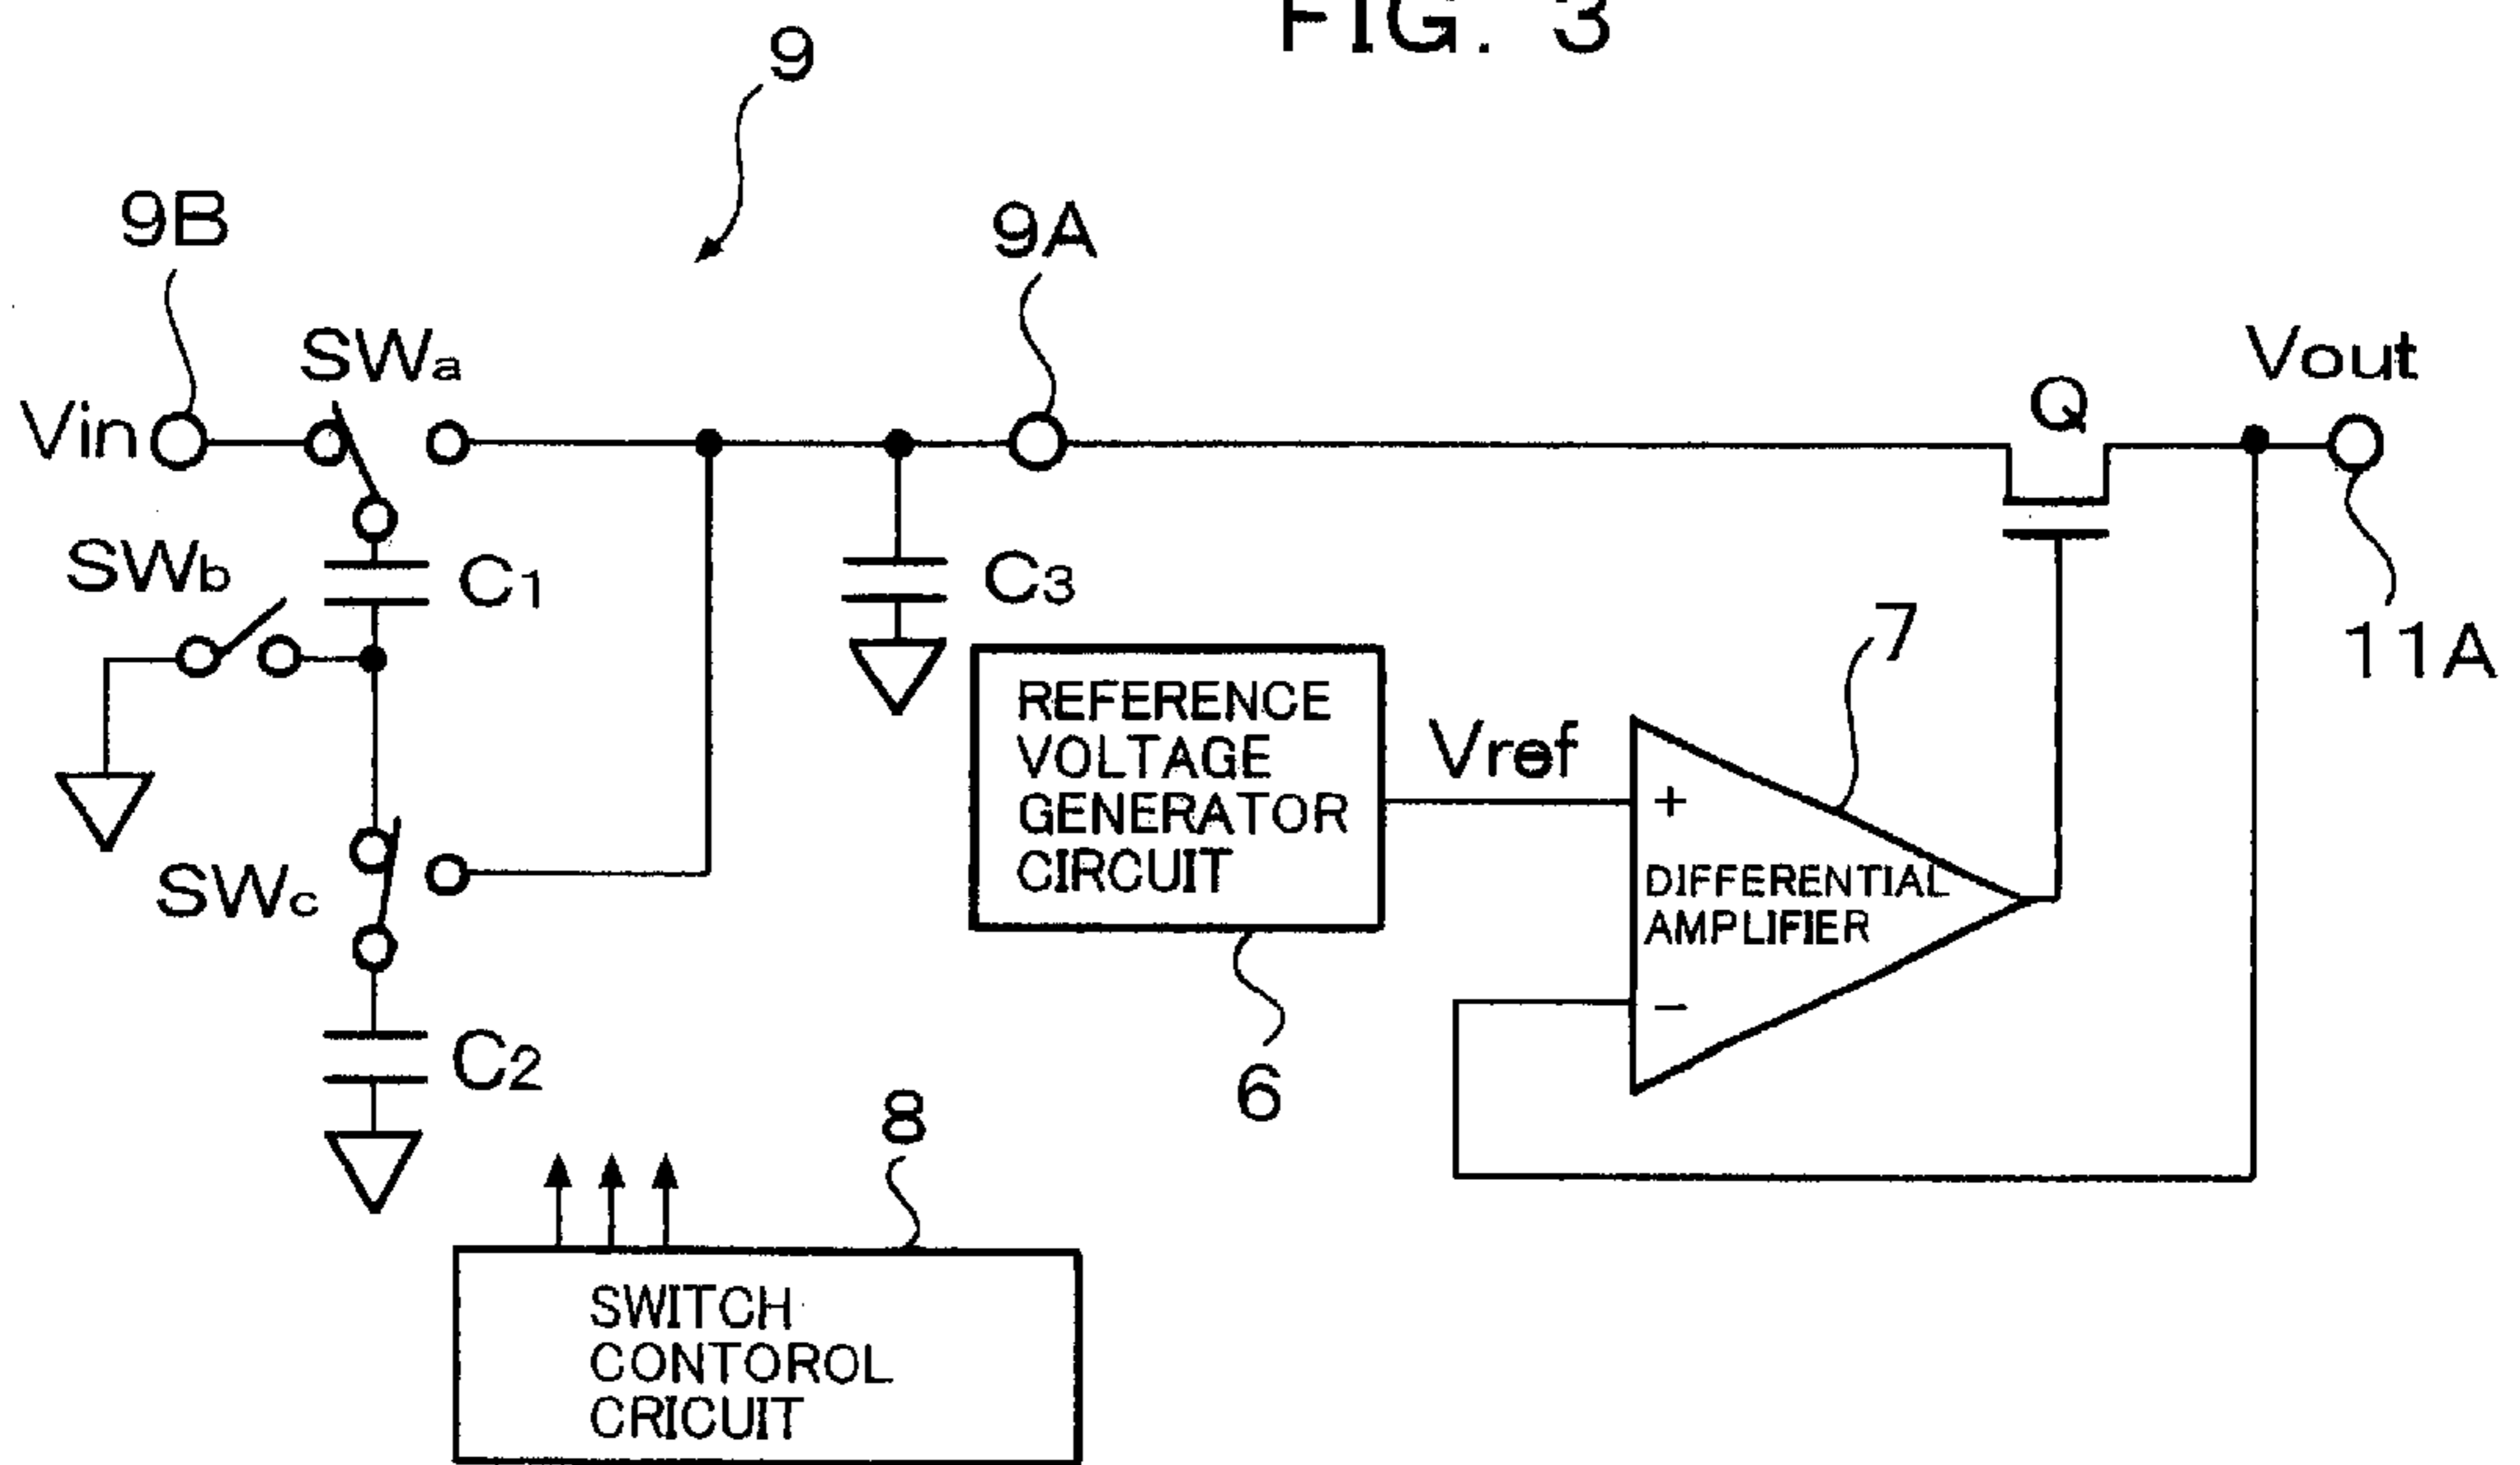 FIG. 3
9
9B
9A
SWa
Vin
Q
Vout
SWb
C1
C3
7
11A
REFERENCE
VOLTAGE
GENERATOR
CIRCUIT
Vref
+
DIFFERENTIAL
AMPLIFIER
−
SWc
C2
6
8
SWITCH
CONTOROL
CRICUIT